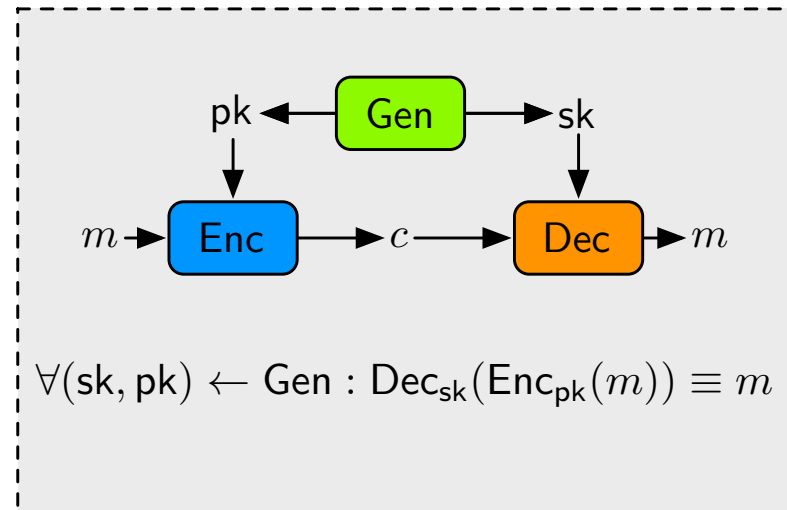 pk Gen sk
m Enc c Dec m
∀(sk, pk) ← Gen : Dec_sk(Enc_pk(m)) ≡ m